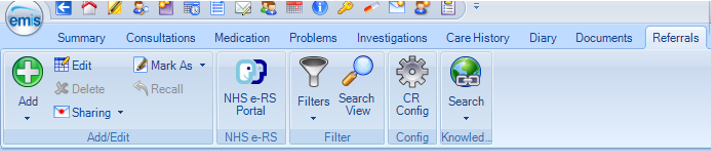 emis
Summary Consultations Medication Problems Investigations Care History Diary Documents Referrals
Edit Mark As
Delete Recall
Sharing
Add
NHS e-RS
Portal
Filters
Search
View
CR
Config
Search
Add/Edit NHS e-RS Filter Config Knowled...